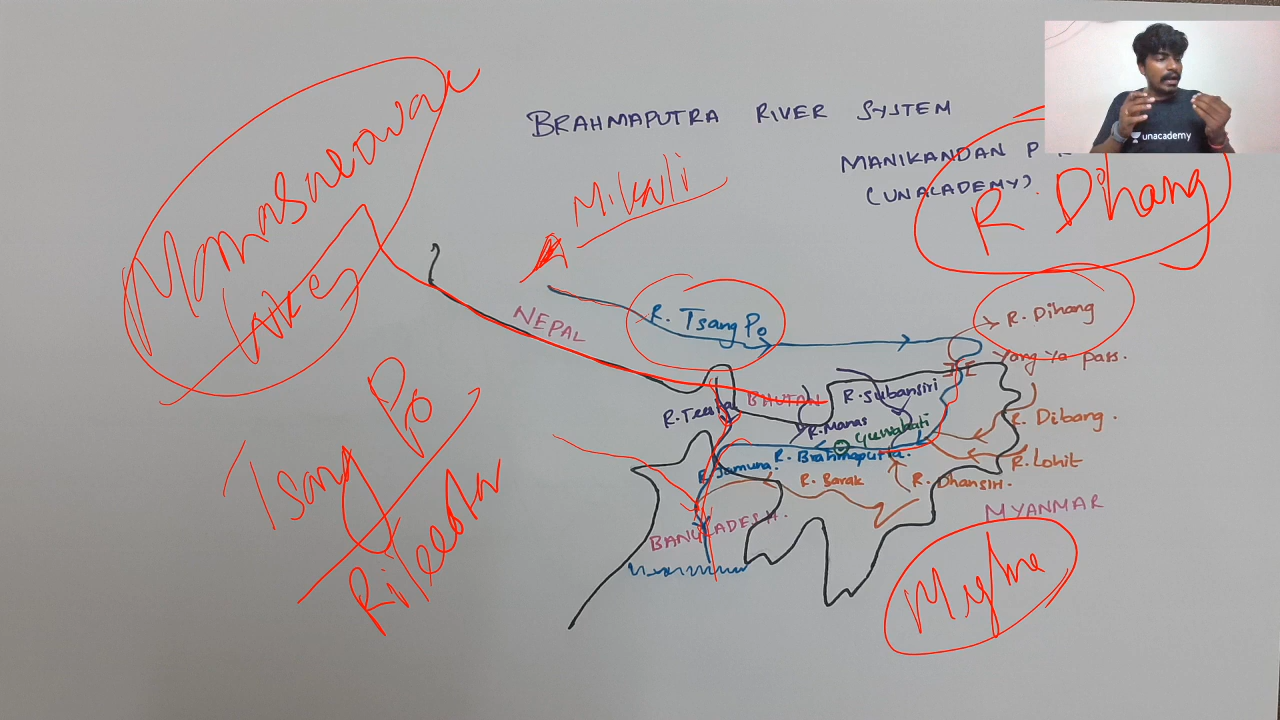 BRAHMAPUTRA RIVER SYSTEM
MANIKANDAN P
(UNACADEMY)
unacademy
R. Dihang
Mansarowar
Lake
R. Tsang Po
R. Dihang
NEPAL
Yang Ya pass.
BHUTAN
R. Subansiri
R. Teesta
R. Manas
Guwahati
R. Dibang.
R. Brahmaputra.
R. Lohit
R. Jamuna.
R. Barak
R. Dhansiri.
MYANMAR
BANGLADESH.
Tsang Po